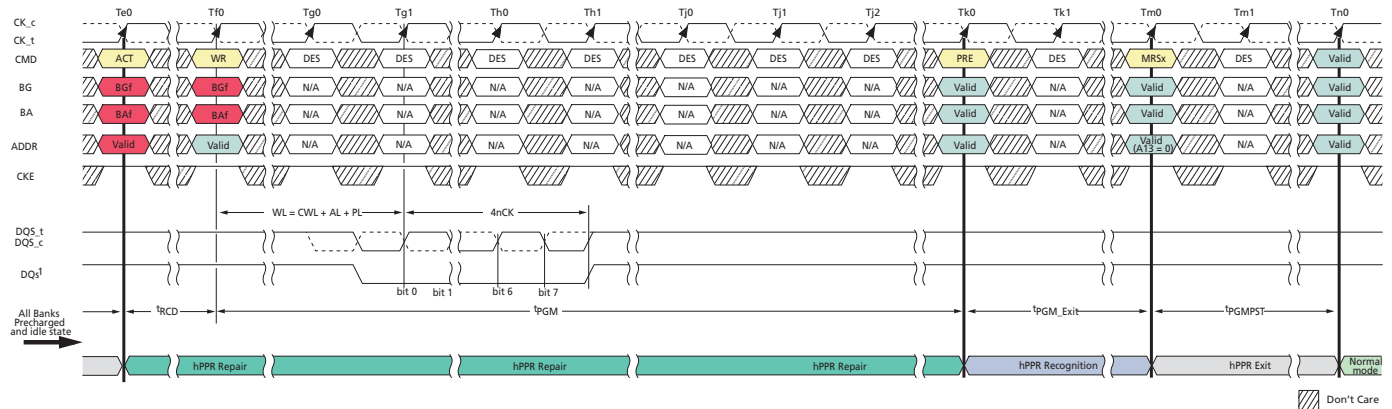 Te0 Tf0 Tg0 Tg1 Th0 Th1 Tj0 Tj1 Tj2 Tk0 Tk1 Tm0 Tm1 Tn0
CK_c
CK_t
CMD ACT WR DES DES DES DES DES DES DES PRE DES MRSx DES Valid
BG BGf BGf N/A N/A N/A N/A N/A N/A N/A Valid N/A Valid N/A Valid
BA BAf BAf N/A N/A N/A N/A N/A N/A N/A Valid N/A Valid N/A Valid
ADDR Valid Valid N/A N/A N/A N/A N/A N/A N/A Valid N/A Valid (A13 = 0) N/A Valid
CKE
WL = CWL + AL + PL 4nCK
DQS_t
DQS_c
DQs1
bit 0 bit 1 bit 6 bit 7
All Banks
Precharged
and idle state
tRCD tPGM tPGM_Exit tPGMPST
hPPR Repair hPPR Repair hPPR Repair hPPR Recognition hPPR Exit Normal mode
Don't Care